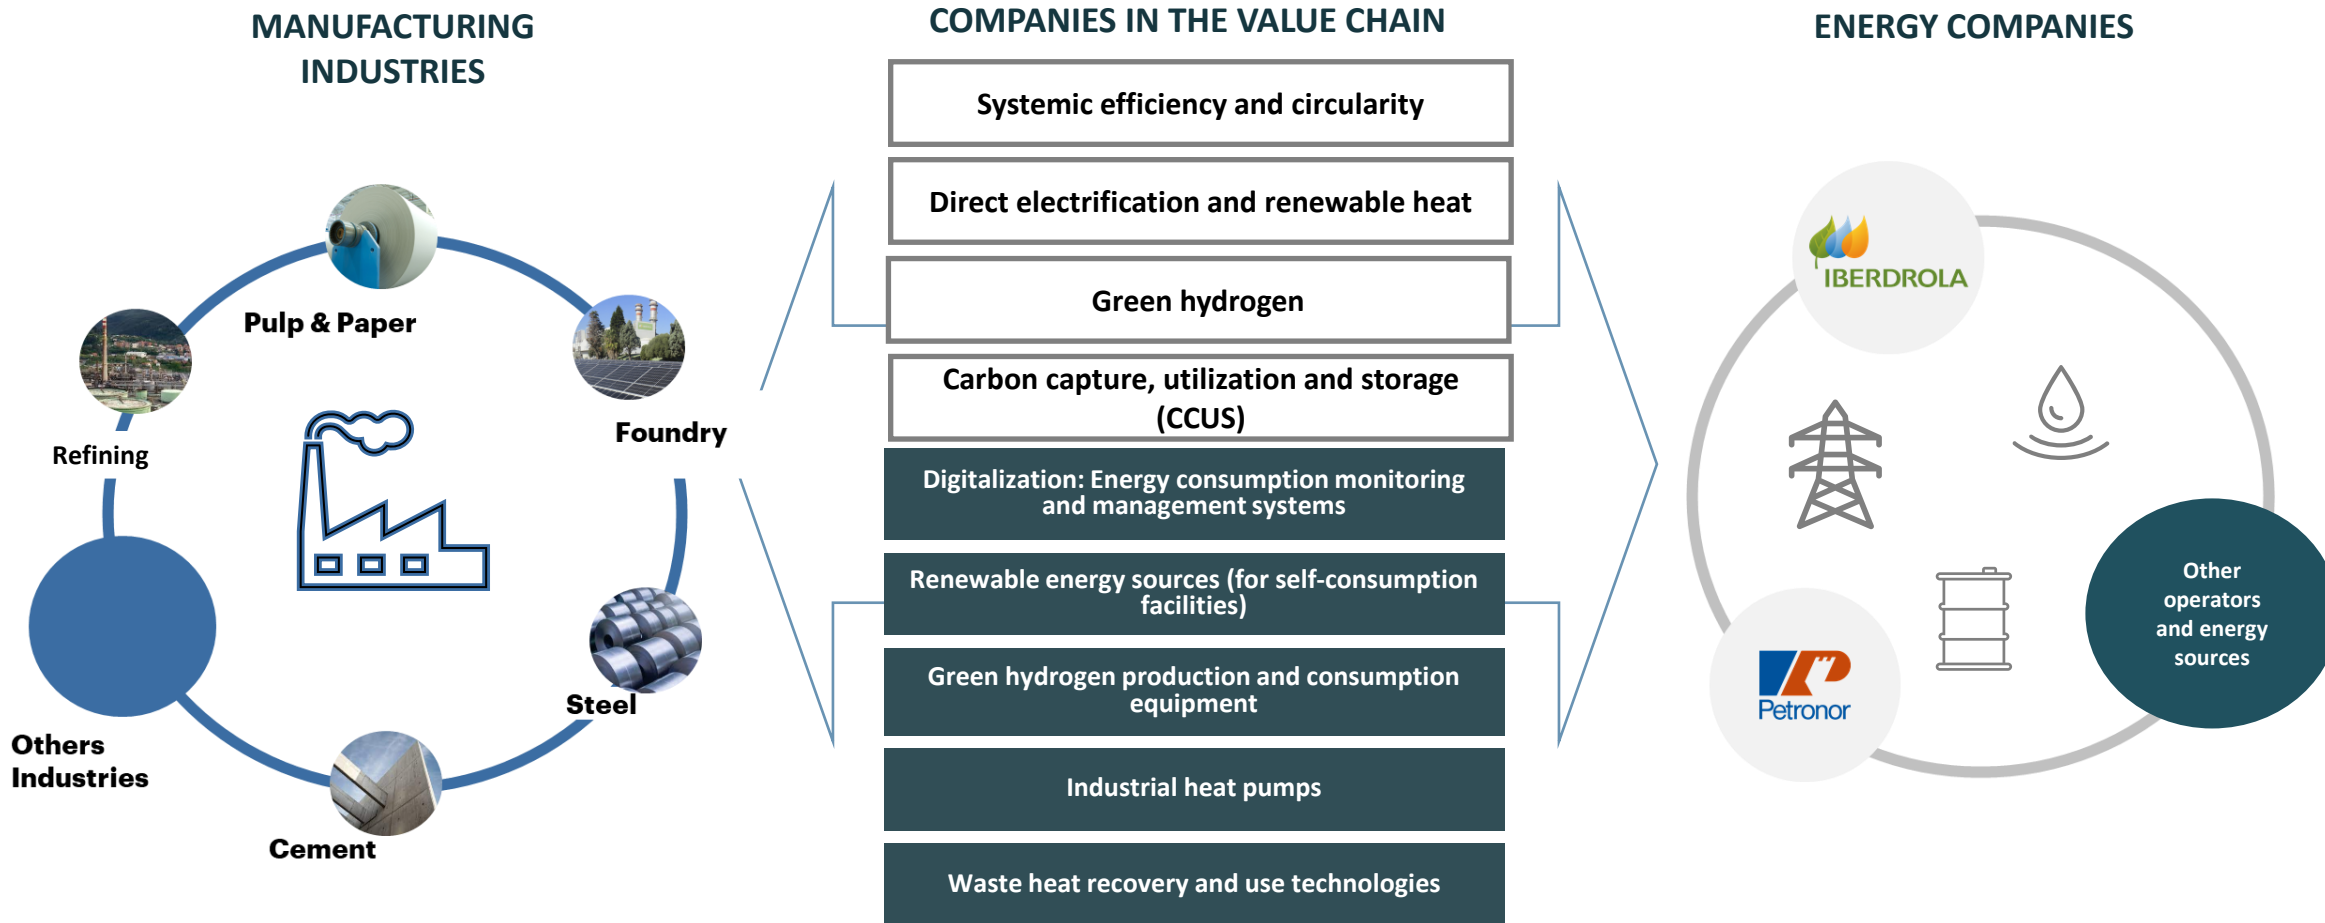 MANUFACTURING
INDUSTRIES
Pulp & Paper
Refining
Foundry
Steel
Others
Industries
Cement
COMPANIES IN THE VALUE CHAIN
Systemic efficiency and circularity
Direct electrification and renewable heat
Green hydrogen
Carbon capture, utilization and storage
(CCUS)
Digitalization: Energy consumption monitoring
and management systems
Renewable energy sources (for self-consumption
facilities)
Green hydrogen production and consumption
equipment
Industrial heat pumps
Waste heat recovery and use technologies
ENERGY COMPANIES
IBERDROLA
Other
operators
and energy
sources
Petronor